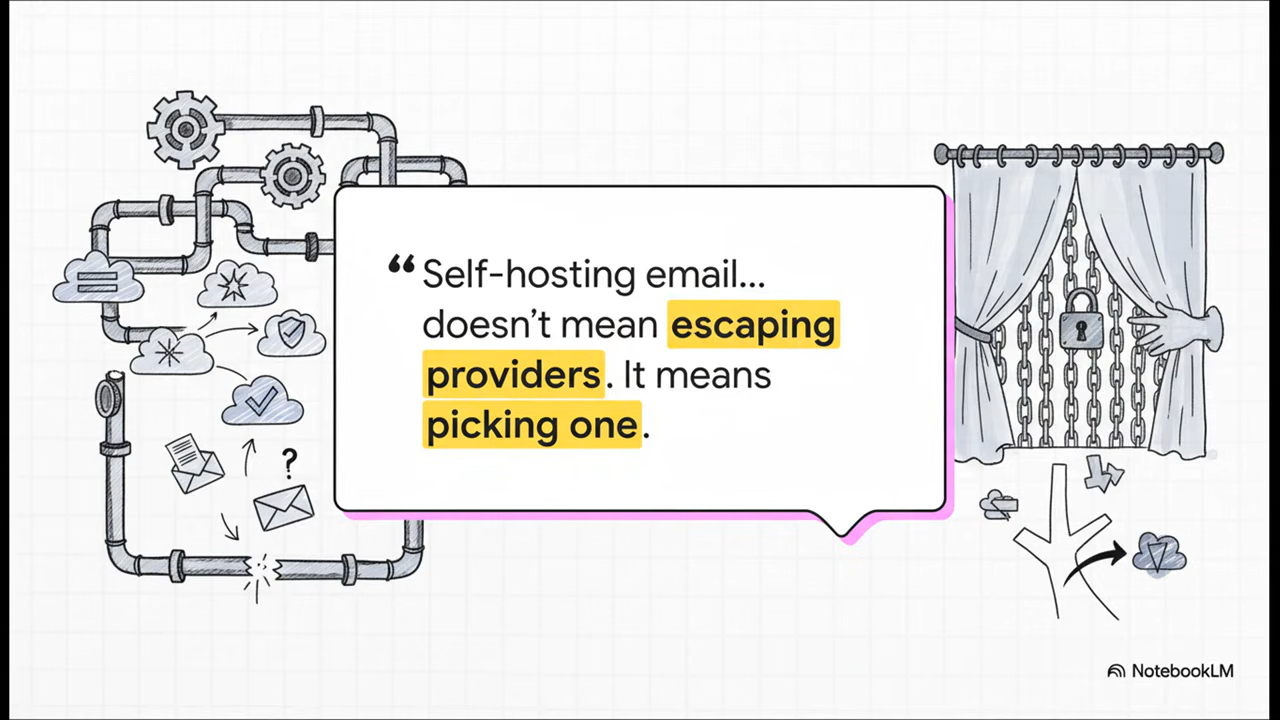 “Self-hosting email...
doesn’t mean escaping
providers. It means
picking one.
?
NotebookLM